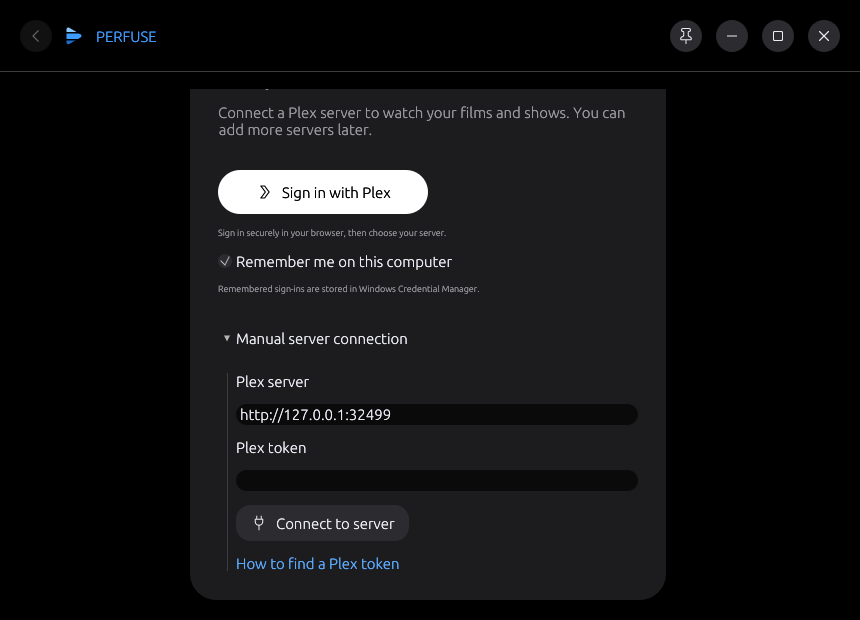 PERFUSE
Connect a Plex server to watch your films and shows. You can
add more servers later.
Sign in with Plex
Sign in securely in your browser, then choose your server.
Remember me on this computer
Remembered sign-ins are stored in Windows Credential Manager.
Manual server connection
Plex server
http://127.0.0.1:32499
Plex token
Connect to server
How to find a Plex token